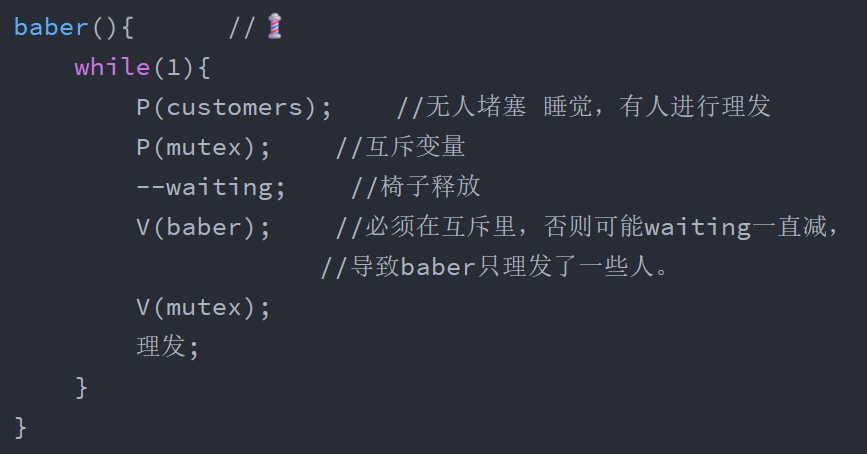 baber(){      //💈
    while(1){
        P(customers);    //无人堵塞 睡觉，有人进行理发
        P(mutex);    //互斥变量
        --waiting;    //椅子释放
        V(baber);    //必须在互斥里，否则可能waiting一直减，
                    //导致baber只理发了一些人。
        V(mutex);
        理发;
    }
}